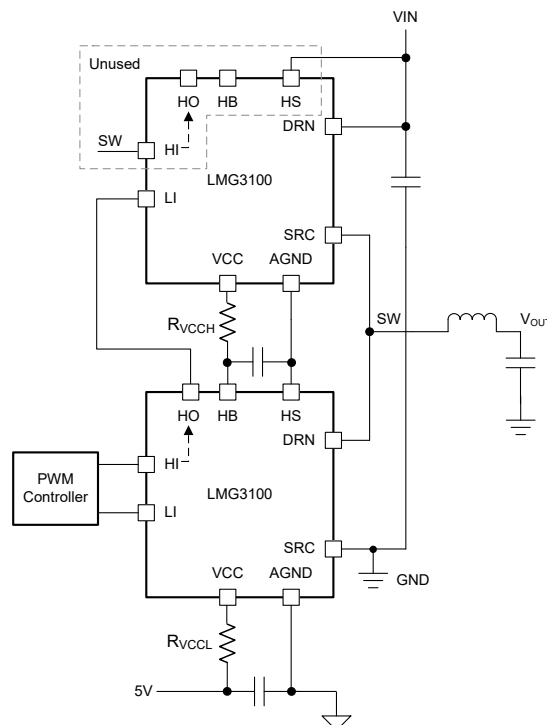 VIN
Unused
HO
HB
HS
DRN
SW
HI
LMG3100
LI
SRC
VCC
AGND
RVCCH
SW
VOUT
HO
HB
HS
DRN
HI
PWM
Controller
LMG3100
LI
SRC
VCC
AGND
GND
RVCCL
5V